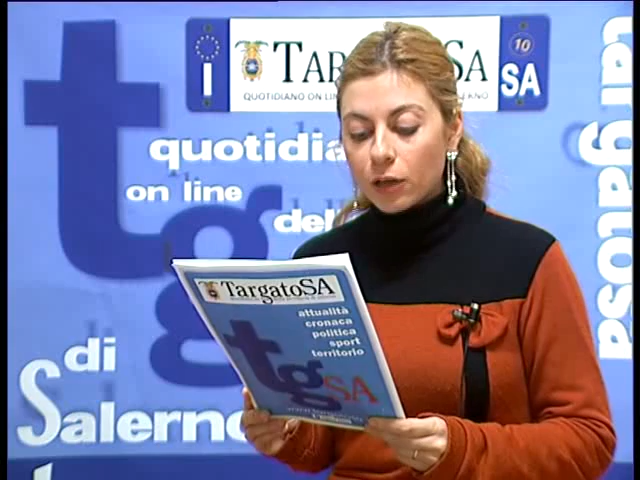 I TARGATOSA 10 SA
QUOTIDIANO ON LIN
quotidia
on line
del
tg
di
Salerno
targatosa
TARGATOSA
attualità
cronaca
politica
sport
territorio
tg
SA